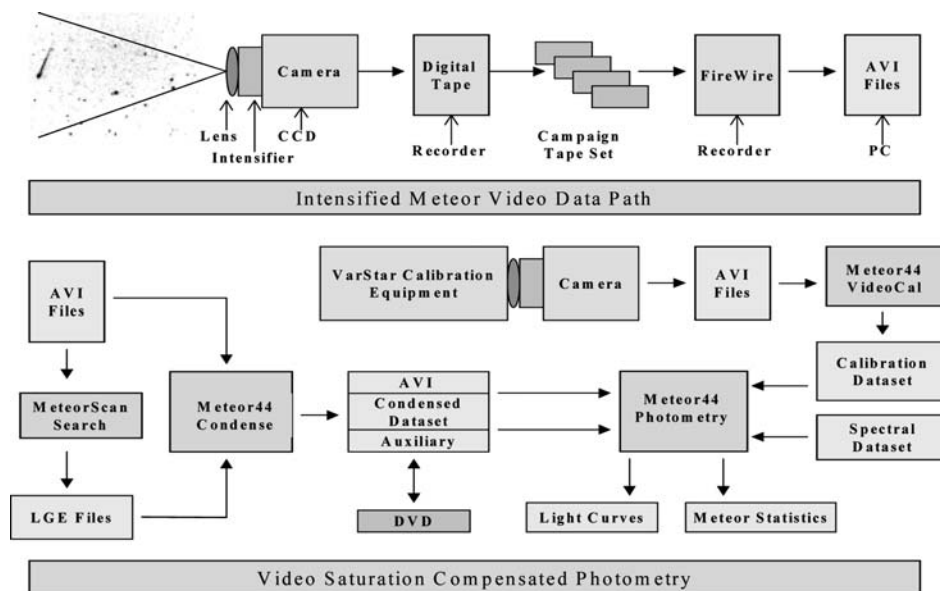 Camera
Digital
Tape
FireWire
AVI
Files
Lens
CCD
Intensifier
Recorder
Campaign
Tape Set
Recorder
PC
Intensified Meteor Video Data Path
AVI
Files
VarStar Calibration
Equipment
Camera
AVI
Files
Meteor44
VideoCal
MeteorScan
Search
Meteor44
Condense
AVI
Condensed
Dataset
Auxiliary
Meteor44
Photometry
Calibration
Dataset
Spectral
Dataset
LGE Files
DVD
Light Curves
Meteor Statistics
Video Saturation Compensated Photometry